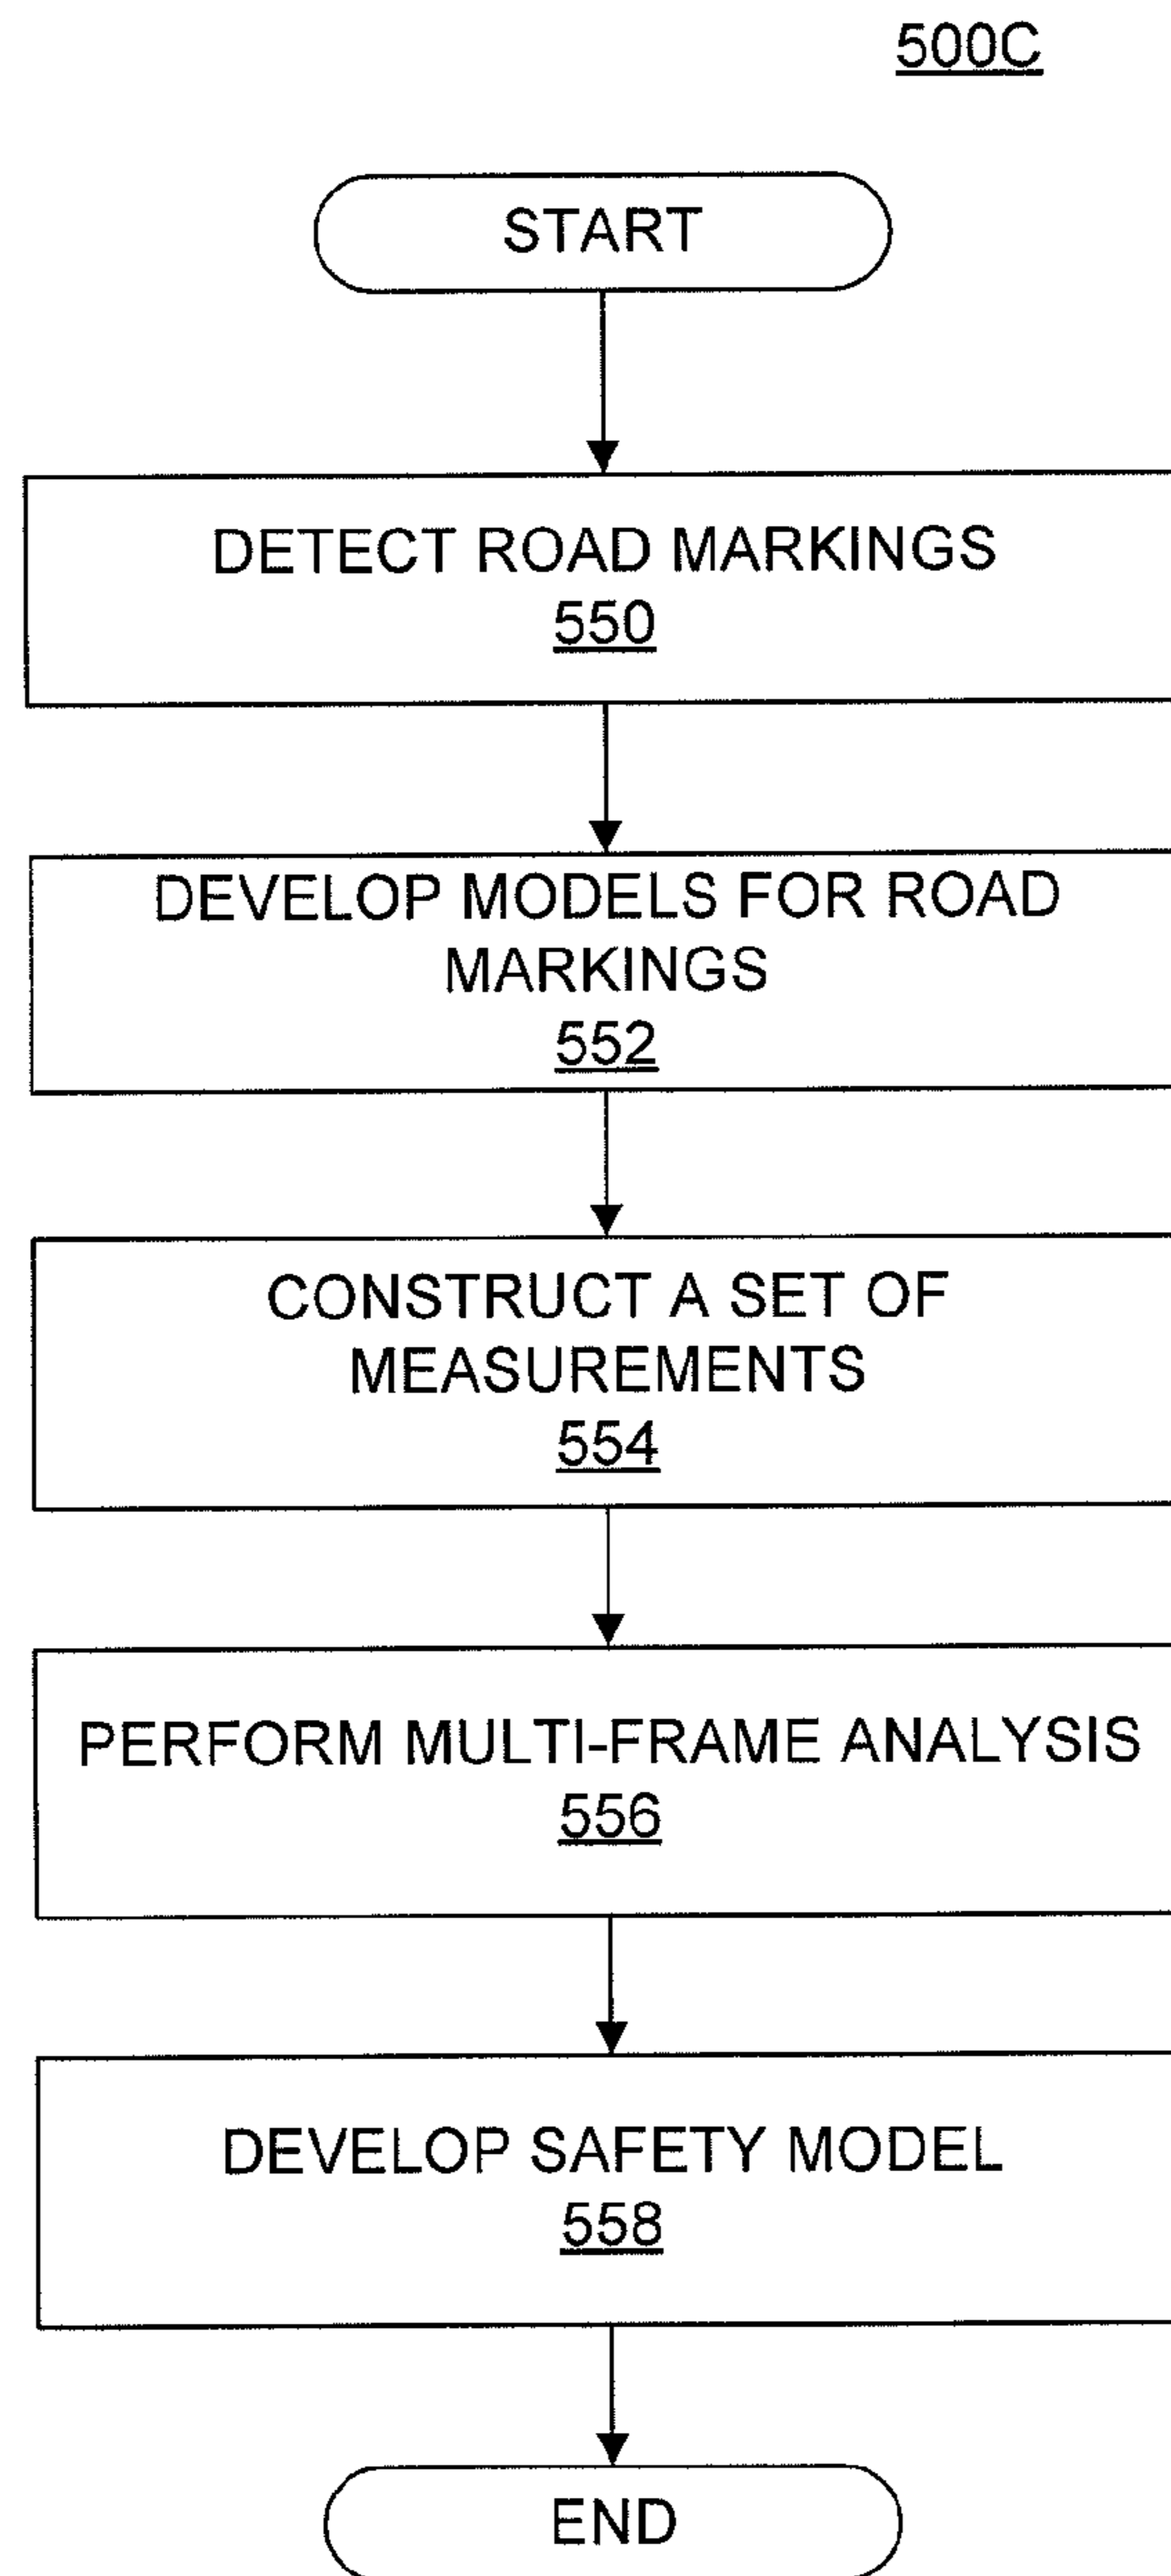 500C
START
DETECT ROAD MARKINGS
550
DEVELOP MODELS FOR ROAD
MARKINGS
552
CONSTRUCT A SET OF
MEASUREMENTS
554
PERFORM MULTI-FRAME ANALYSIS
556
DEVELOP SAFETY MODEL
558
END